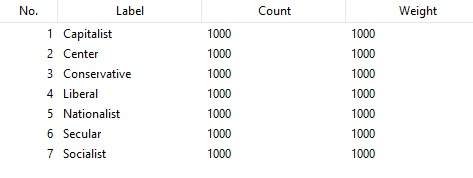 No. Label Count Weight
1 Capitalist 1000 1000
2 Center 1000 1000
3 Conservative 1000 1000
4 Liberal 1000 1000
5 Nationalist 1000 1000
6 Secular 1000 1000
7 Socialist 1000 1000